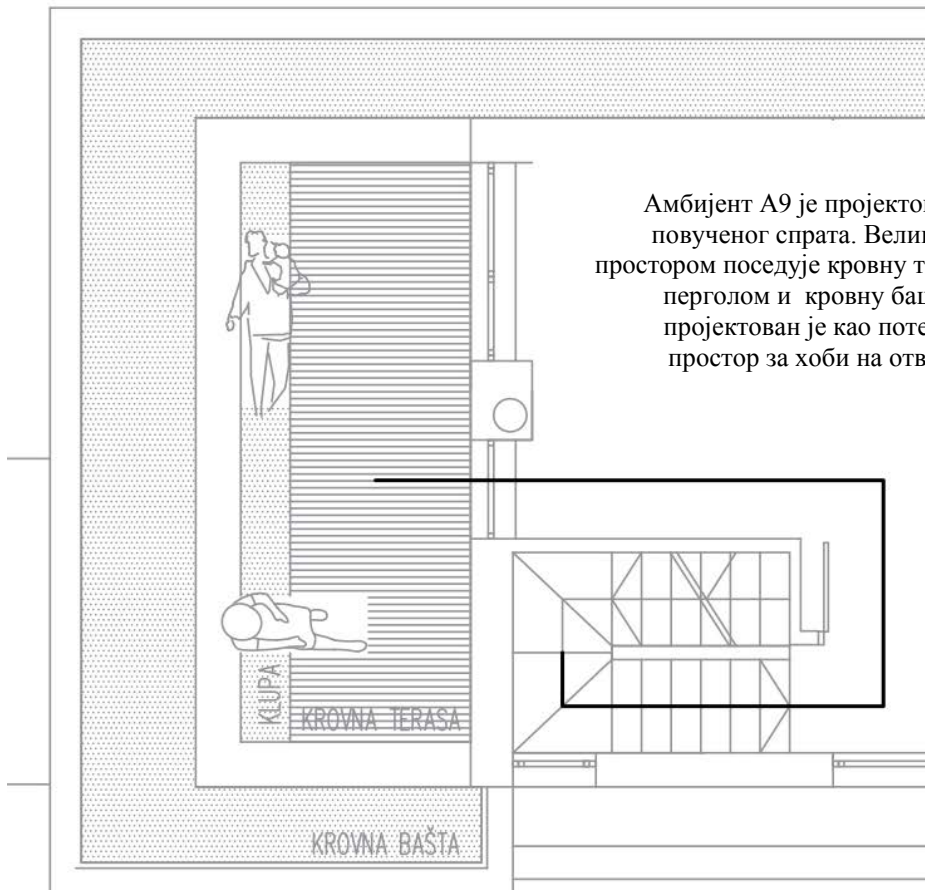 Амбијент А9 је пројекто
повученог спрата. Вели
простором поседује кровну т
перголом и кровну ба
пројектован је као поте
простор за хоби на отв
KLUPA
KROVNA TERASA
KROVNA BAŠTA